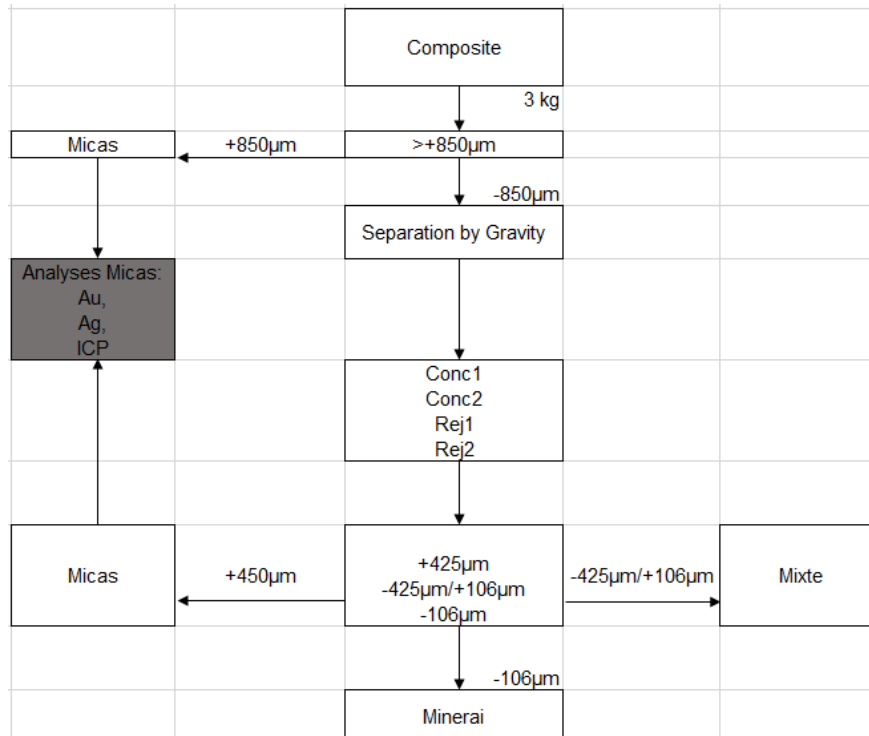 Composite
3 kg
Micas
+850µm
>+850µm
-850µm
Separation by Gravity
Analyses Micas:
Au,
Ag,
ICP
Conc1
Conc2
Rej1
Rej2
Micas
+450µm
+425µm
-425µm/+106µm
-106µm
-425µm/+106µm
Mixte
-106µm
Minerai